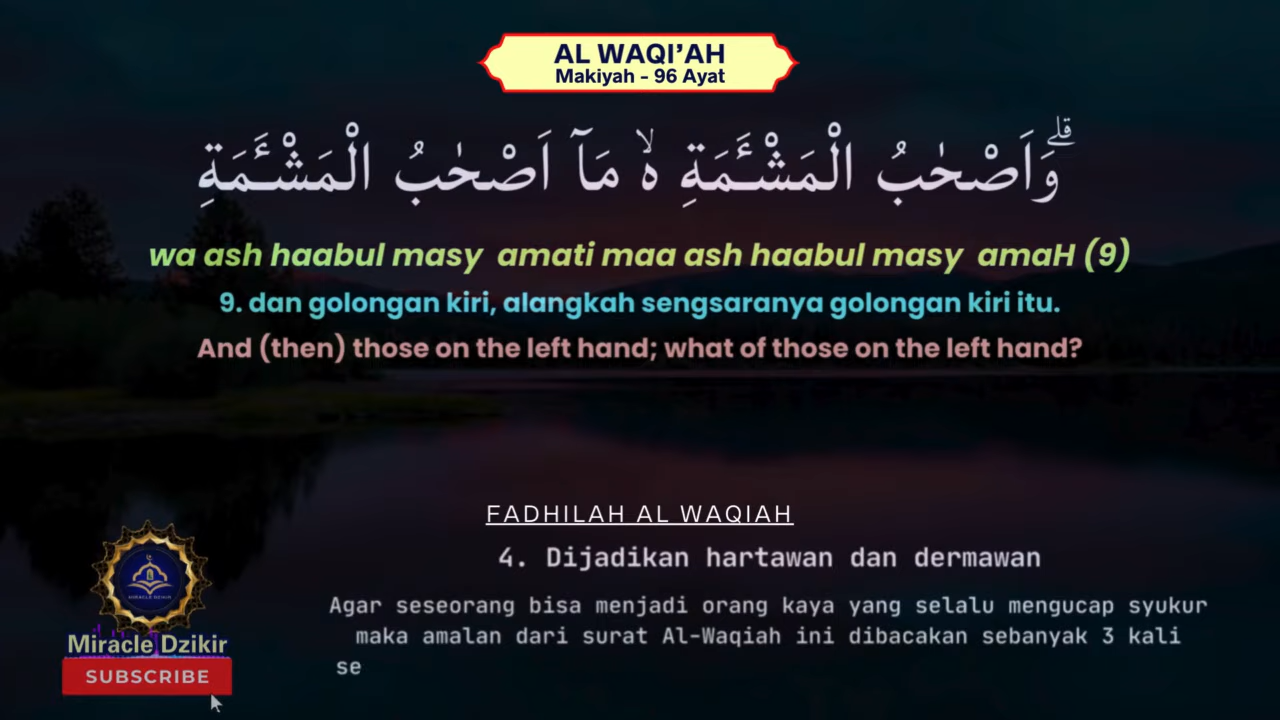 AL WAQI’AH
Makiyah - 96 Ayat
وَاَصْحٰبُ الْمَشْـَٔمَةِ ەۙ مَآ اَصْحٰبُ الْمَشْـَٔمَةِۗ
wa ash haabul masy  amati maa ash haabul masy  amaH (9)
9. dan golongan kiri, alangkah sengsaranya golongan kiri itu.
And (then) those on the left hand; what of those on the left hand?
FADHILAH AL WAQIAH
4. Dijadikan hartawan dan dermawan
Agar seseorang bisa menjadi orang kaya yang selalu mengucap syukur
maka amalan dari surat Al-Waqiah ini dibacakan sebanyak 3 kali
se
MIRACLE DZIKIR
Miracle Dzikir
SUBSCRIBE